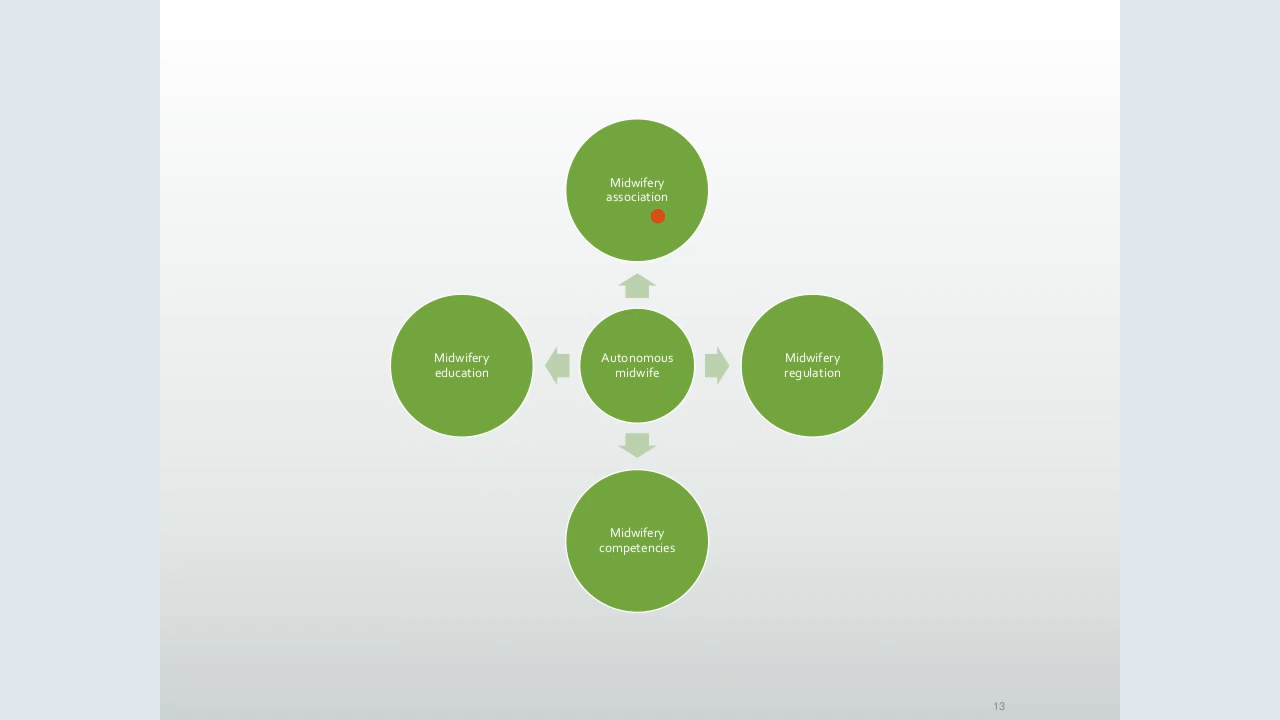 Midwifery
association
Midwifery
education
Autonomous
midwife
Midwifery
regulation
Midwifery
competencies
13